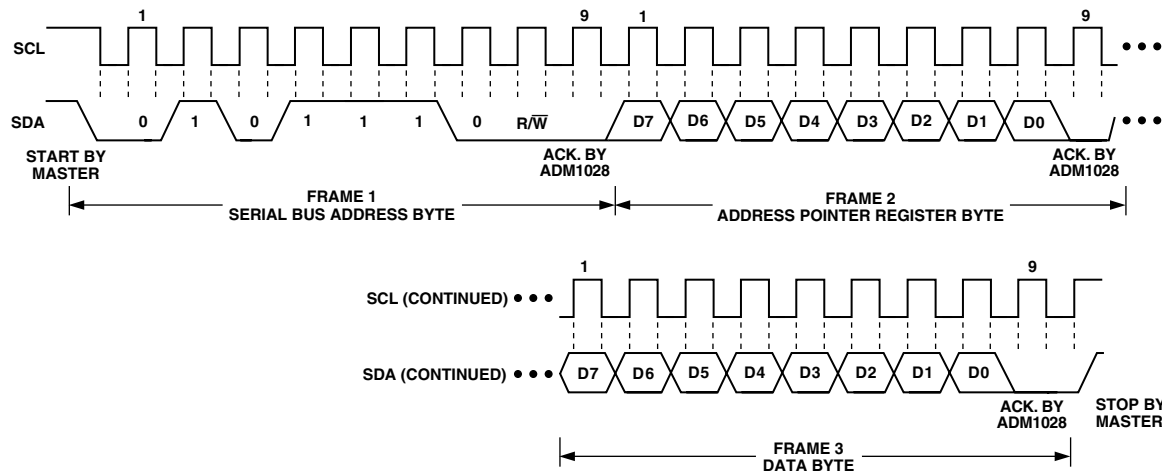 1 9 1 9
SCL
SDA 0 1 0 1 1 1 0 R/W̅ D7 D6 D5 D4 D3 D2 D1 D0
START BY
MASTER
ACK. BY
ADM1028
ACK. BY
ADM1028
FRAME 1
SERIAL BUS ADDRESS BYTE
FRAME 2
ADDRESS POINTER REGISTER BYTE
1 9
SCL (CONTINUED)
SDA (CONTINUED) D7 D6 D5 D4 D3 D2 D1 D0
ACK. BY
ADM1028
STOP BY
MASTER
FRAME 3
DATA BYTE